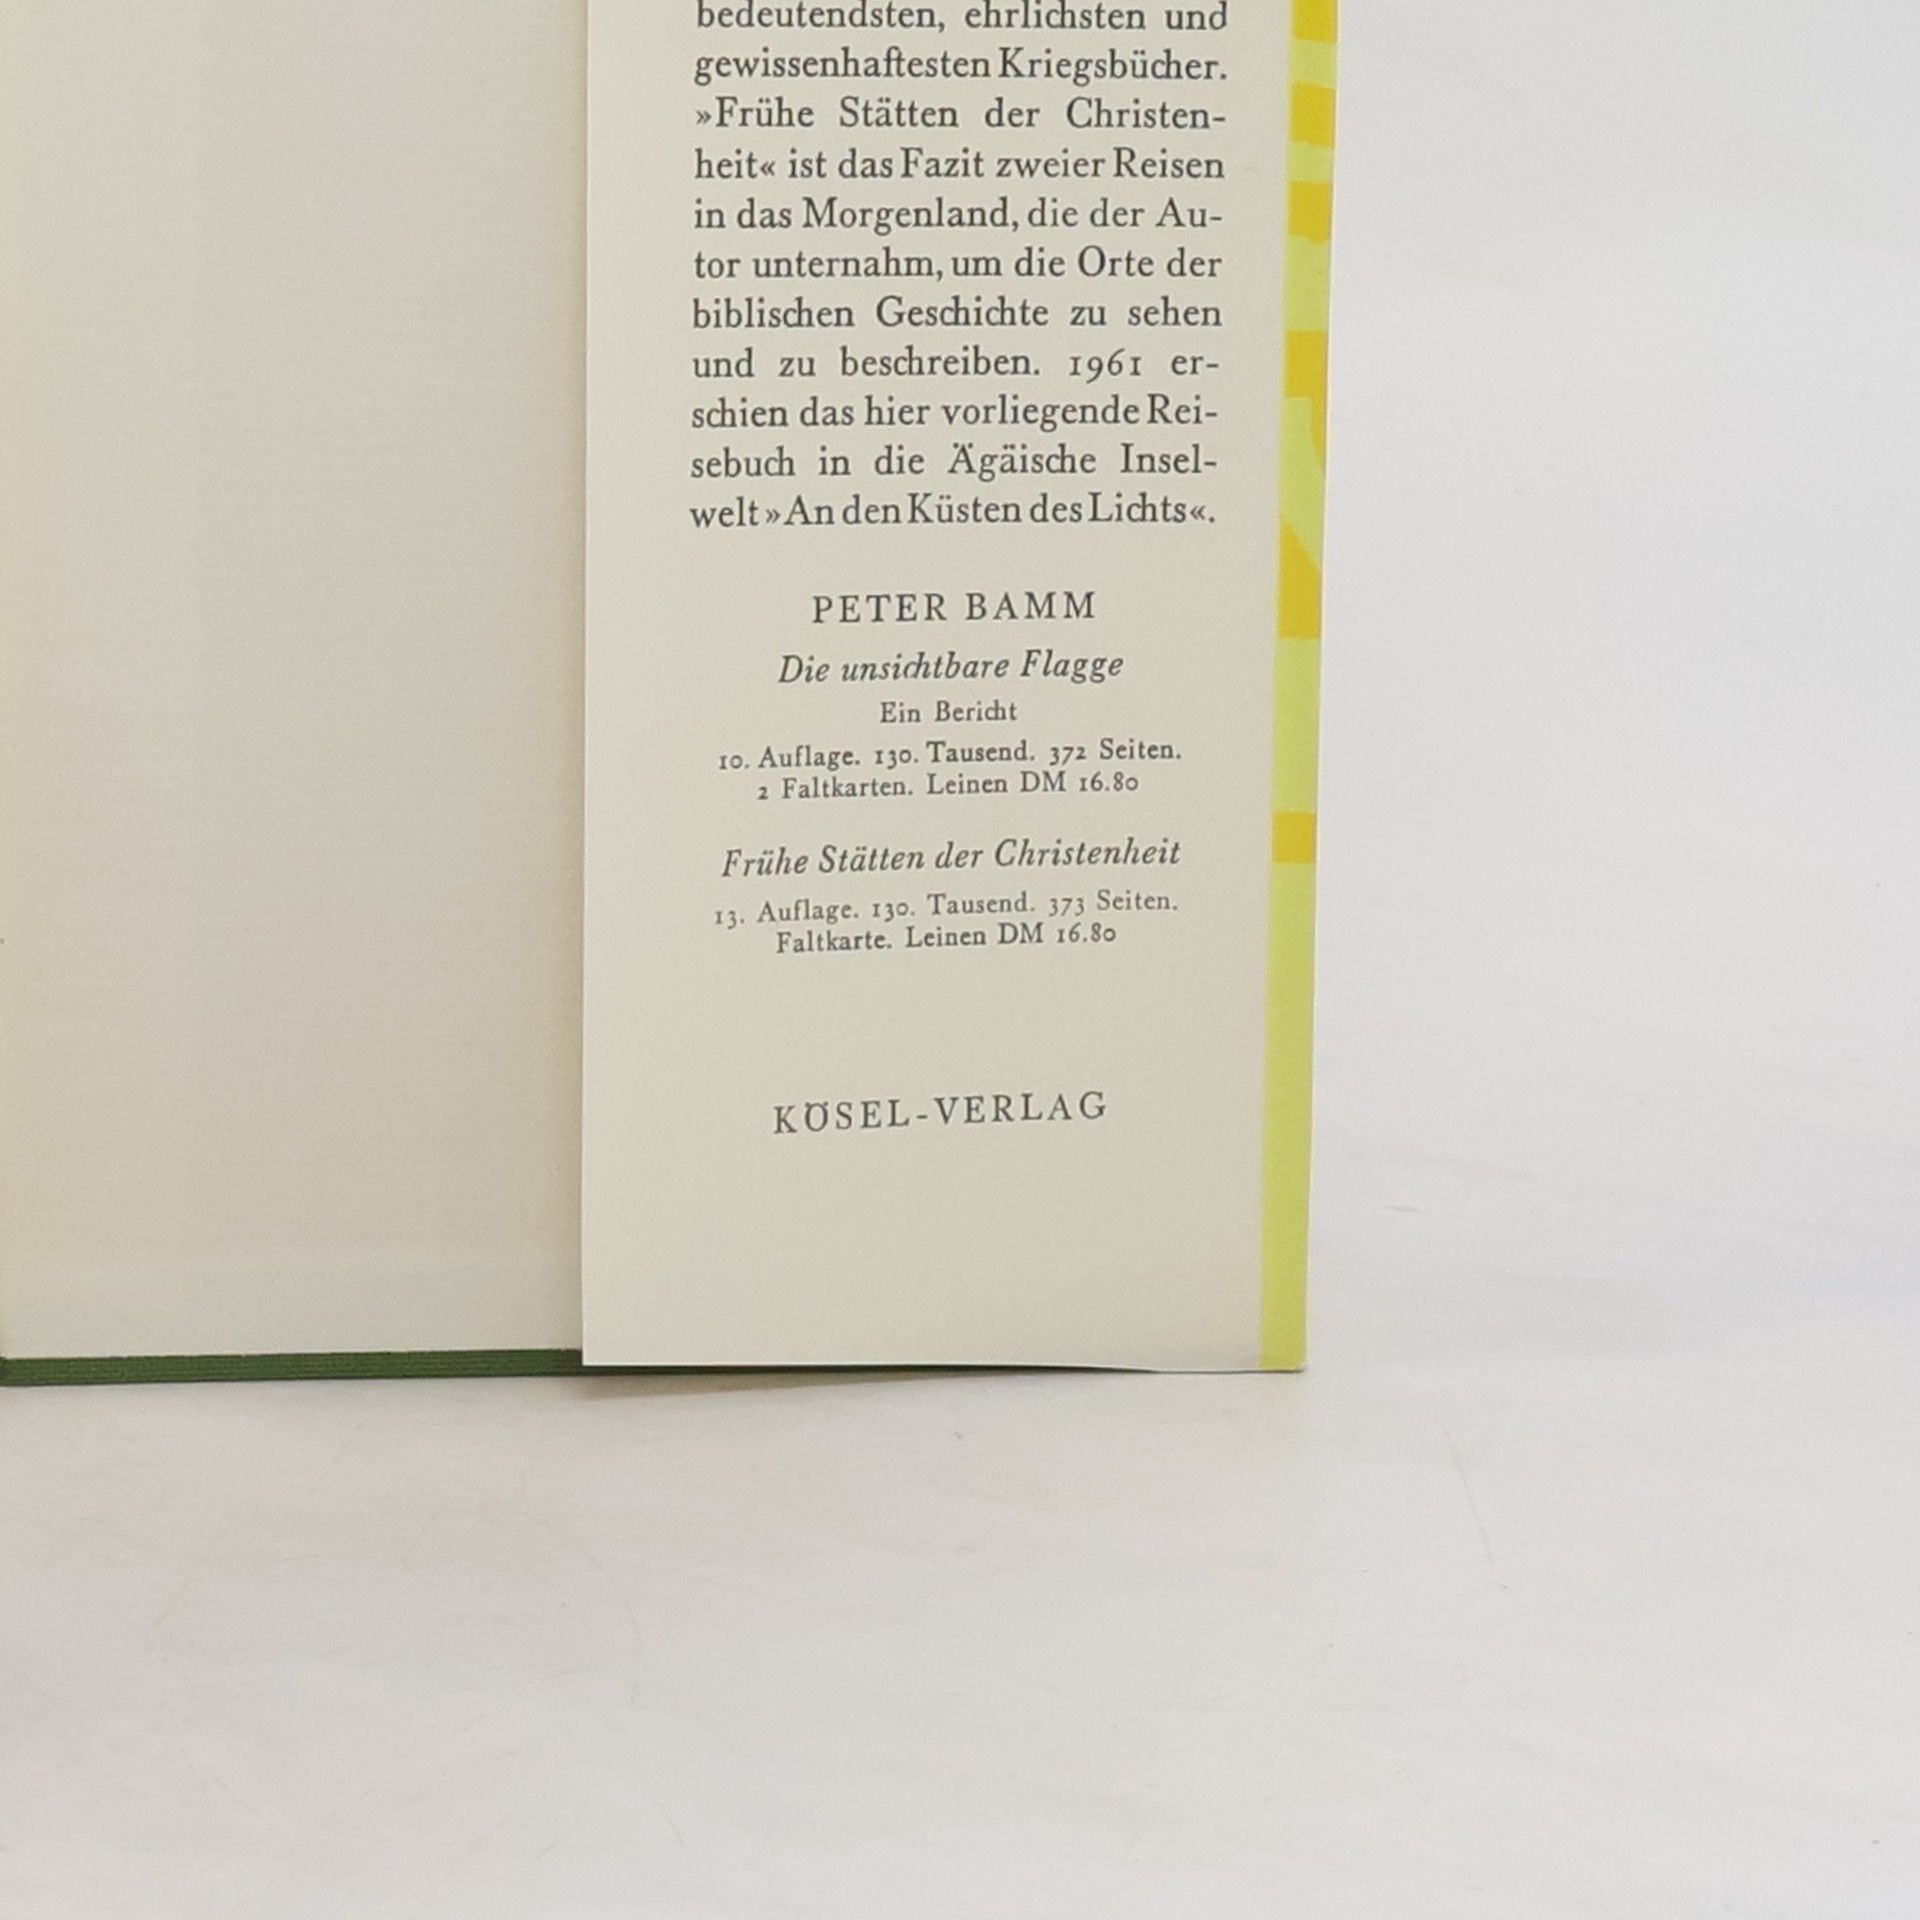 bedeutendsten, ehrlichsten und
gewissenhaftesten Kriegsbücher.
»Frühe Stätten der Christen-
heit« ist das Fazit zweier Reisen
in das Morgenland, die der Au-
tor unternahm, um die Orte der
biblischen Geschichte zu sehen
und zu beschreiben. 1961 er-
schien das hier vorliegende Rei-
sebuch in die Ägäische Insel-
welt »An den Küsten des Lichts«.
PETER BAMM
Die unsichtbare Flagge
Ein Bericht
10. Auflage. 130. Tausend. 372 Seiten.
2 Faltkarten. Leinen DM 16.80
Frühe Stätten der Christenheit
13. Auflage. 130. Tausend. 373 Seiten.
Faltkarte. Leinen DM 16.80
KÖSEL-VERLAG